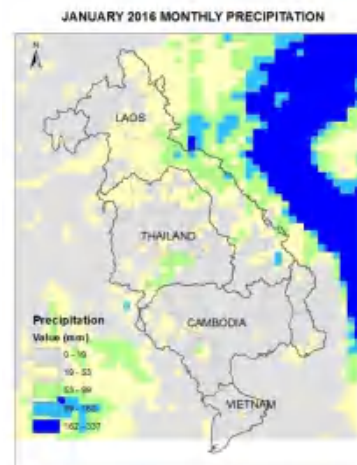 JANUARY 2016 MONTHLY PRECIPITATION
N
LAOS
THAILAND
CAMBODIA
VIETNAM
Precipitation
Value (mm)
0 - 19
19 - 53
53 - 99
162 - 337